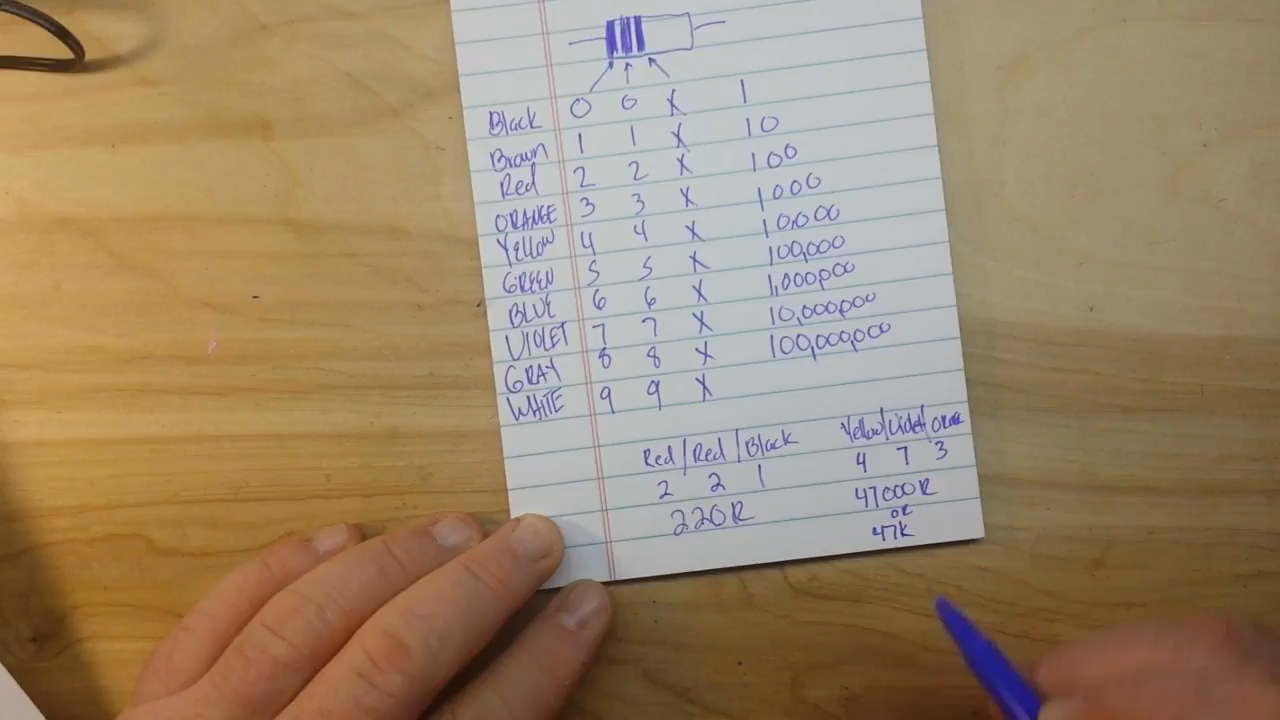 Black 0 0 X 1
Brown 1 1 X 10
Red 2 2 X 100
ORANGE 3 3 X 1000
YELLOW 4 4 X 10,000
GREEN 5 5 X 100,000
BLUE 6 6 X 1,000,000
VIOLET 7 7 X 10,000,000
GRAY 8 8 X 100,000,000
WHITE 9 9 X
Red/Red/Black
2 2 1
220R
Yellow/Violet/Orange
4 7 3
47000R
OR
47K